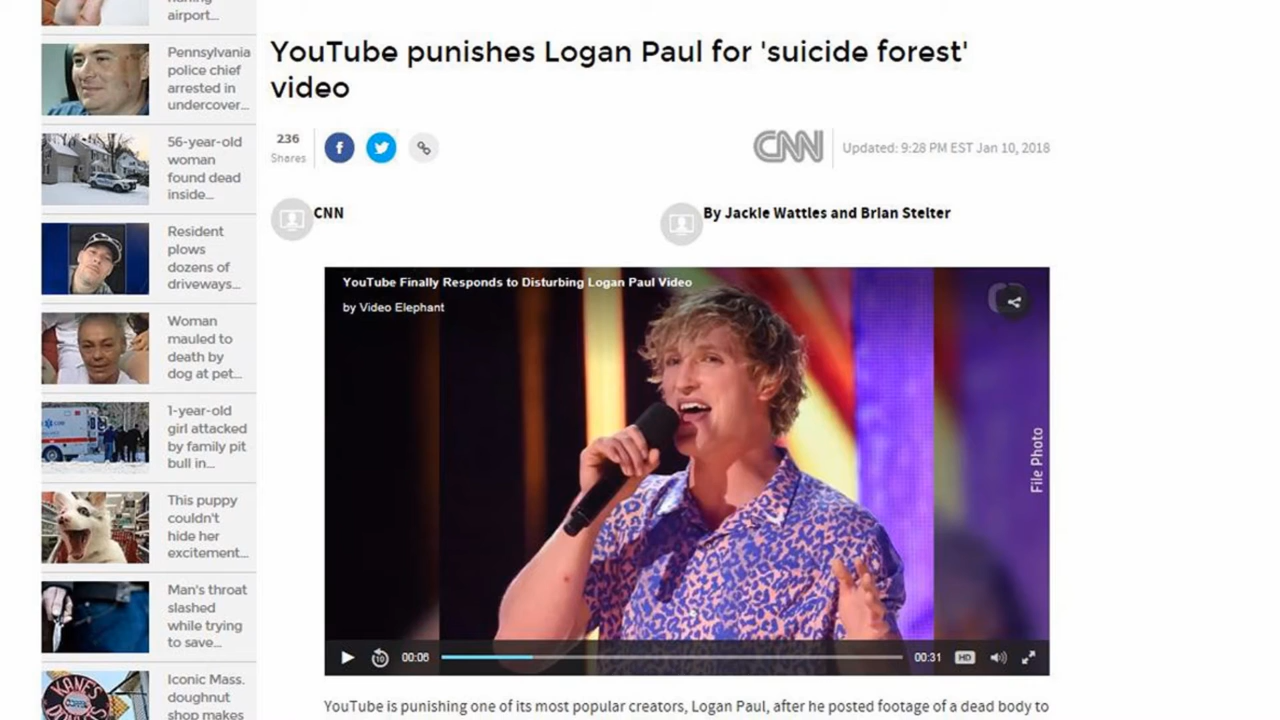 airport...
Pennsylvania
police chief
arrested in
undercover...
56-year-old
woman
found dead
inside...
Resident
plows
dozens of
driveways...
Woman
mauled to
death by
dog at pet...
1-year-old
girl attacked
by family pit
bull in...
This puppy
couldn't
hide her
excitement...
Man's throat
slashed
while trying
to save...
Iconic Mass.
doughnut
shop makes
YouTube punishes Logan Paul for 'suicide forest'
video
236
Shares
CNN
Updated: 9:28 PM EST Jan 10, 2018
CNN
By Jackie Wattles and Brian Stelter
YouTube Finally Responds to Disturbing Logan Paul Video
by Video Elephant
File Photo
10
00:06
00:31
HD
YouTube is punishing one of its most popular creators, Logan Paul, after he posted footage of a dead body to